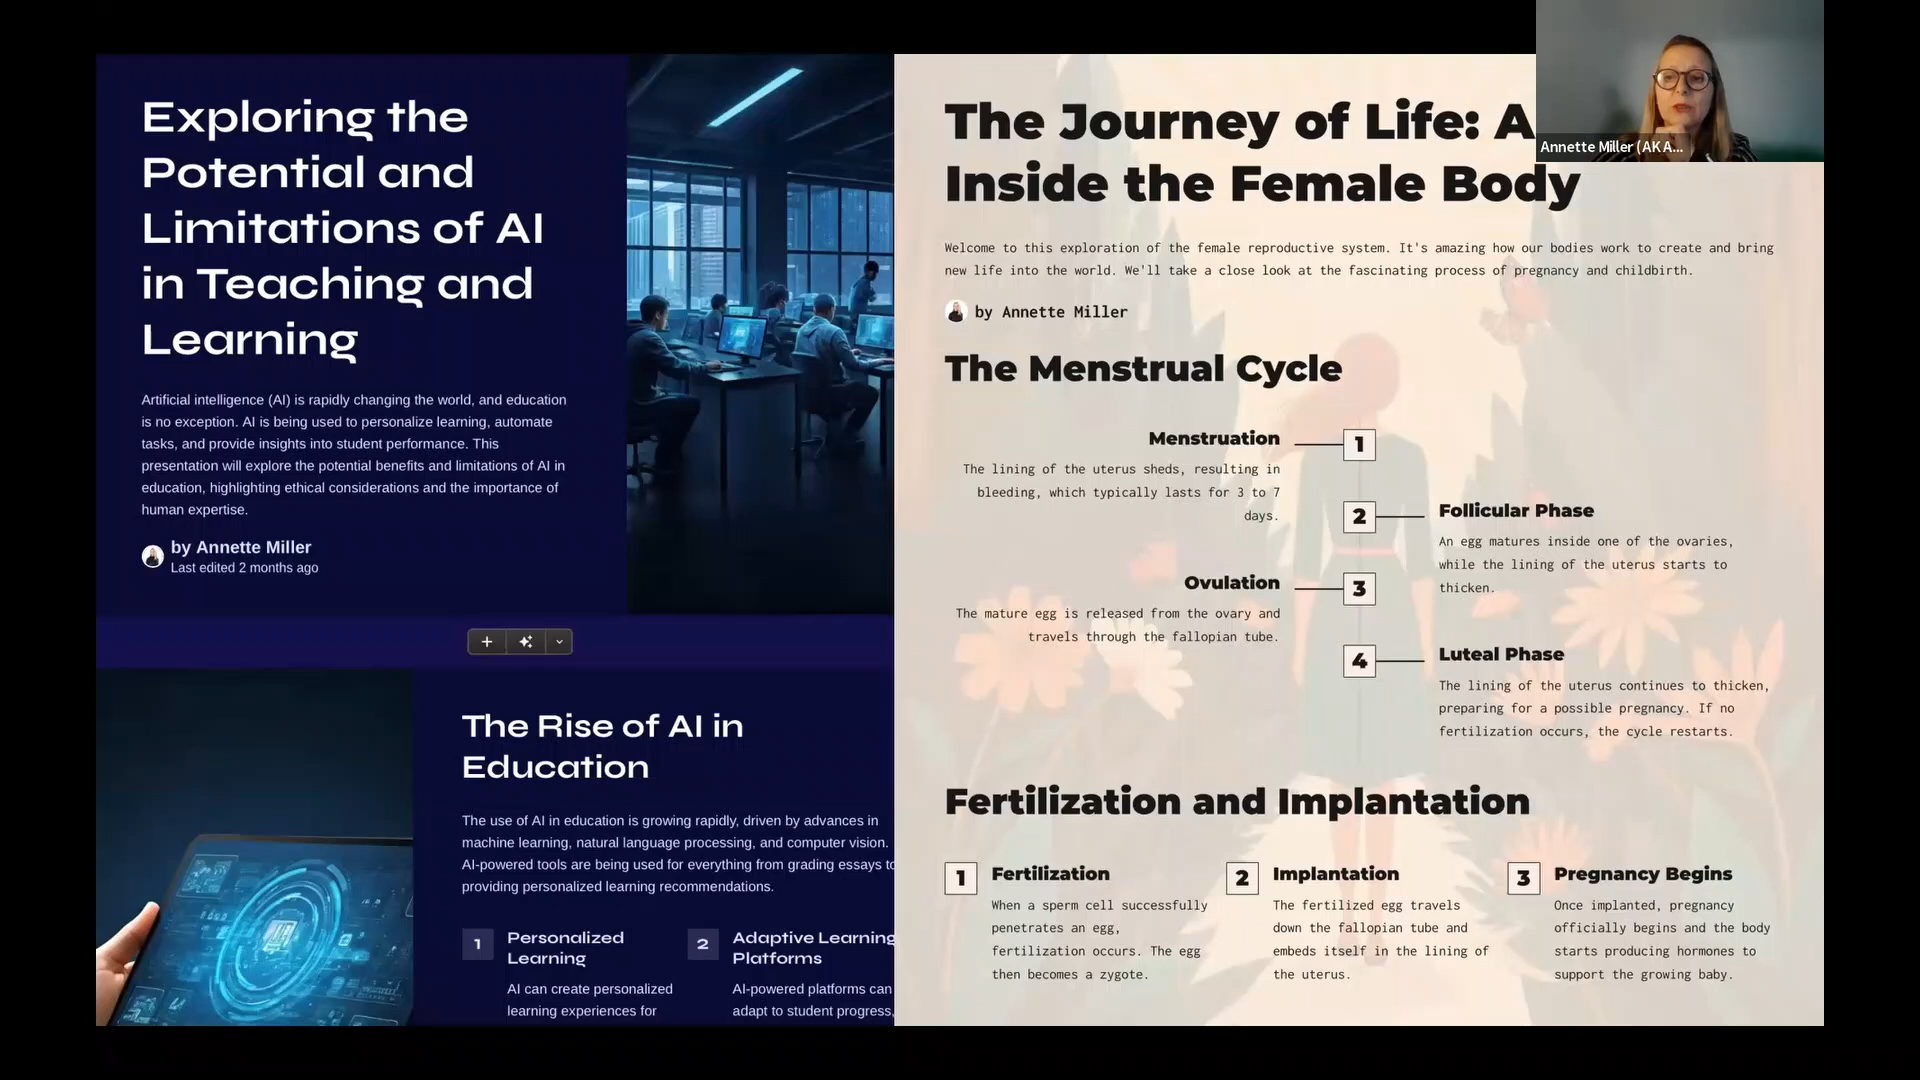 Exploring the
Potential and
Limitations of AI
in Teaching and
Learning
Artificial intelligence (AI) is rapidly changing the world, and education
is no exception. AI is being used to personalize learning, automate
tasks, and provide insights into student performance. This
presentation will explore the potential benefits and limitations of AI in
education, highlighting ethical considerations and the importance of
human expertise.
by Annette Miller
Last edited 2 months ago
The Rise of AI in
Education
The use of AI in education is growing rapidly, driven by advances in
machine learning, natural language processing, and computer vision.
AI-powered tools are being used for everything from grading essays to
providing personalized learning recommendations.
1
Personalized
Learning
AI can create personalized
learning experiences for
2
Adaptive Learning
Platforms
AI-powered platforms can
adapt to student progress,
The Journey of Life: A
Inside the Female Body
Welcome to this exploration of the female reproductive system. It's amazing how our bodies work to create and bring
new life into the world. We'll take a close look at the fascinating process of pregnancy and childbirth.
by Annette Miller
The Menstrual Cycle
Menstruation
1
The lining of the uterus sheds, resulting in
bleeding, which typically lasts for 3 to 7
days.
2
Follicular Phase
An egg matures inside one of the ovaries,
while the lining of the uterus starts to
thicken.
Ovulation
3
The mature egg is released from the ovary and
travels through the fallopian tube.
4
Luteal Phase
The lining of the uterus continues to thicken,
preparing for a possible pregnancy. If no
fertilization occurs, the cycle restarts.
Fertilization and Implantation
1
Fertilization
When a sperm cell successfully
penetrates an egg,
fertilization occurs. The egg
then becomes a zygote.
2
Implantation
The fertilized egg travels
down the fallopian tube and
embeds itself in the lining of
the uterus.
3
Pregnancy Begins
Once implanted, pregnancy
officially begins and the body
starts producing hormones to
support the growing baby.
Annette Miller (AK A...